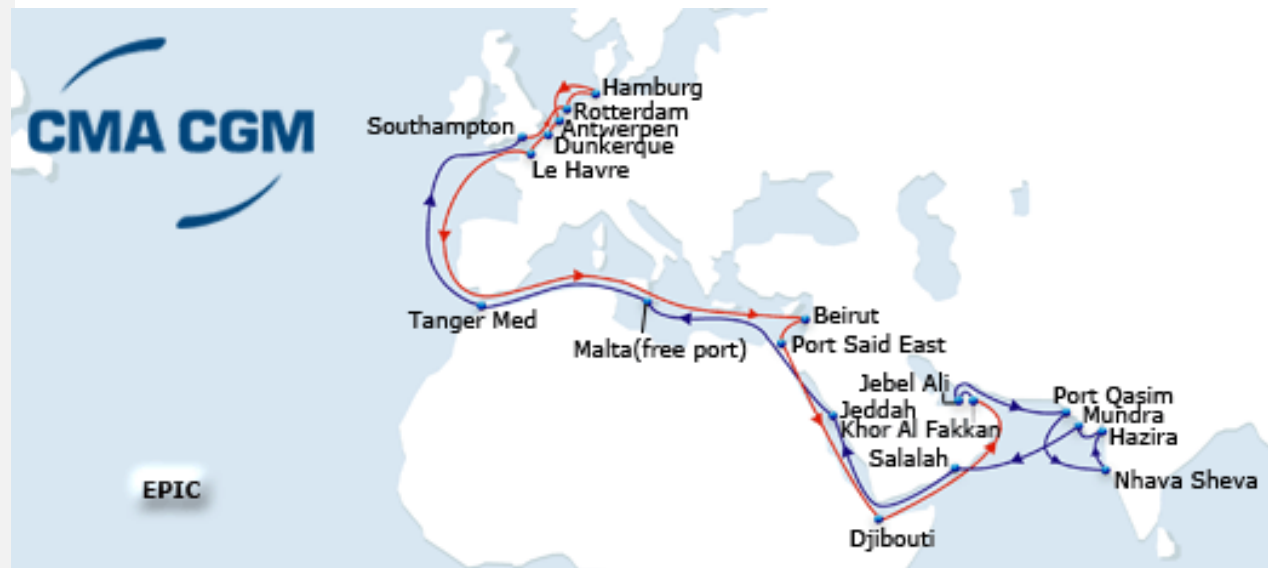 Hamburg
CMA CGM
Rotterdam
Southampton
Antwerpen
Dunkerque
Le Havre
Tanger Med
Beirut
Malta(free port)
Port Said East
Jebel Ali
Port Qasim
Jeddah
Mundra
Khor Al Fakkan
Hazira
Salalah
Nhava Sheva
EPIC
Djibouti